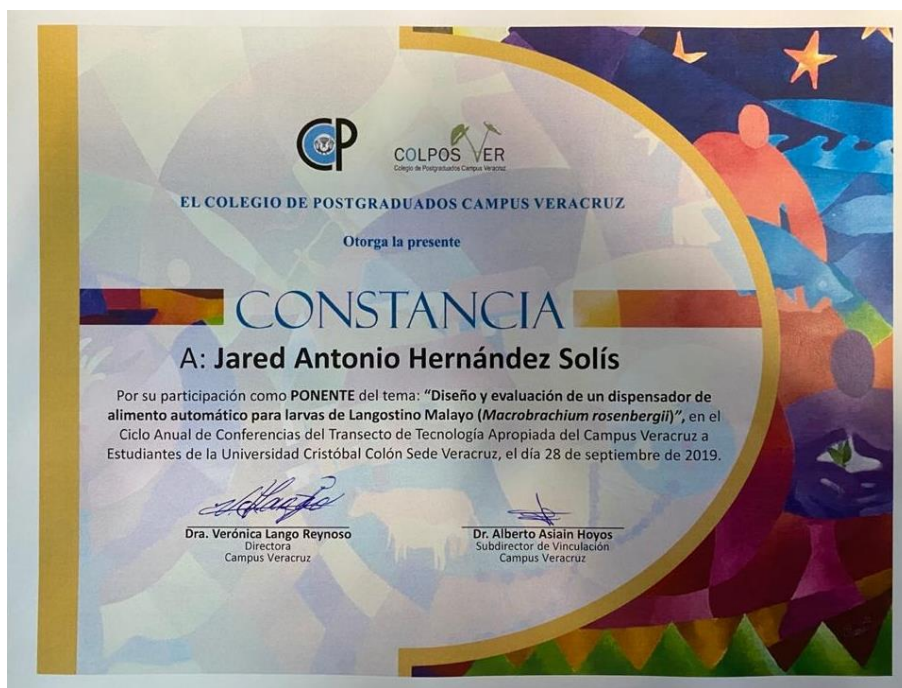 CP
COLPOS VER
Colegio de Postgraduados Campus Veracruz
EL COLEGIO DE POSTGRADUADOS CAMPUS VERACRUZ
Otorga la presente
CONSTANCIA
A: Jared Antonio Hernández Solís
Por su participación como PONENTE del tema: “Diseño y evaluación de un dispensador de
alimento automático para larvas de Langostino Malayo (Macrobrachium rosenbergii)”, en el
Ciclo Anual de Conferencias del Transecto de Tecnología Apropiada del Campus Veracruz a
Estudiantes de la Universidad Cristóbal Colón Sede Veracruz, el día 28 de septiembre de 2019.
Dra. Verónica Lango Reynoso
Directora
Campus Veracruz
Dr. Alberto Asiain Hoyos
Subdirector de Vinculación
Campus Veracruz